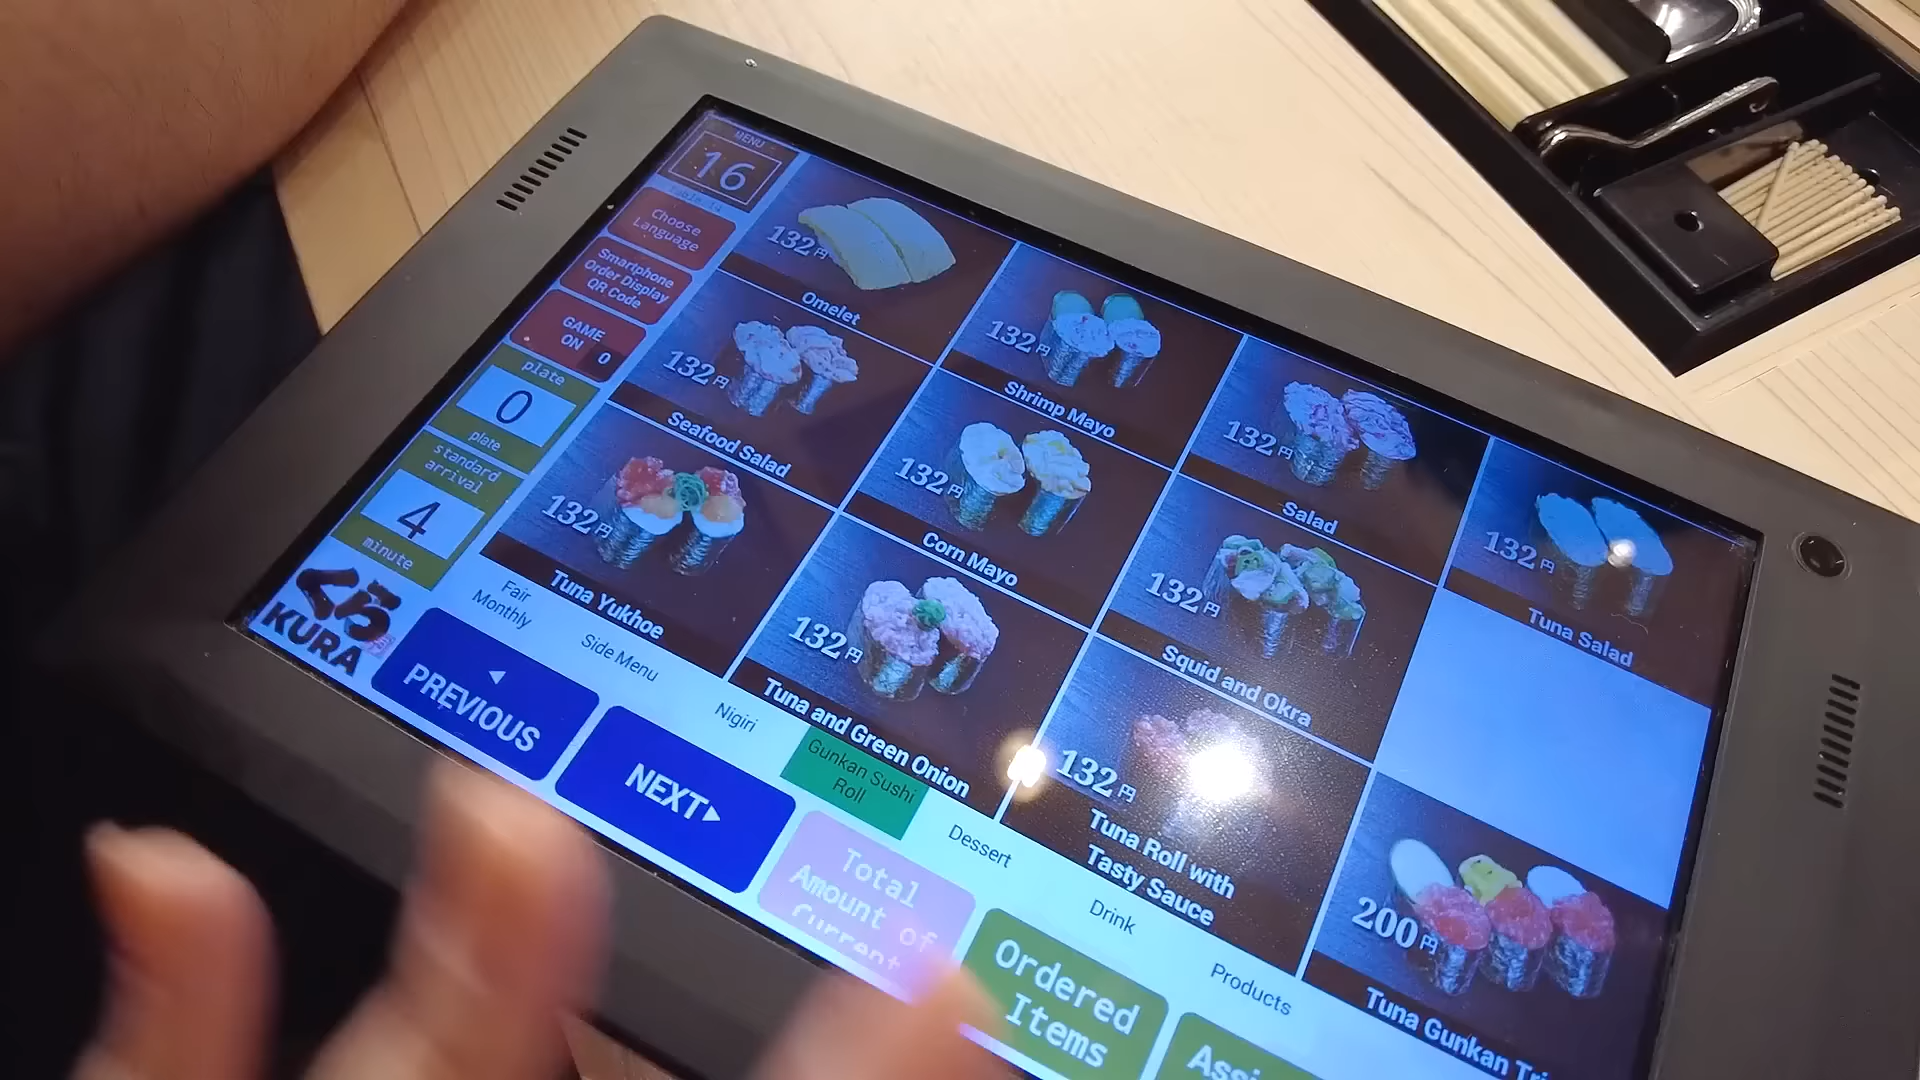 MENU
16
Choose
Language
Smartphone
Order Display
QR Code
GAME
ON 0
plate
0
plate
standard
arrival
4
minute
くら
KURA
132円
Omelet
132円
Shrimp Mayo
132円
Salad
132円
Tuna Salad
132円
Seafood Salad
132円
Corn Mayo
132円
Squid and Okra
132円
Tuna Yukhoe
132円
Tuna and Green Onion
132円
Tuna Roll with
Tasty Sauce
200円
Tuna Gunkan Tri
Fair
Monthly
Side Menu
Nigiri
Gunkan Sushi
Roll
Dessert
Drink
Products
PREVIOUS
NEXT
Total
Amount of
Current
Ordered
Items
Assi